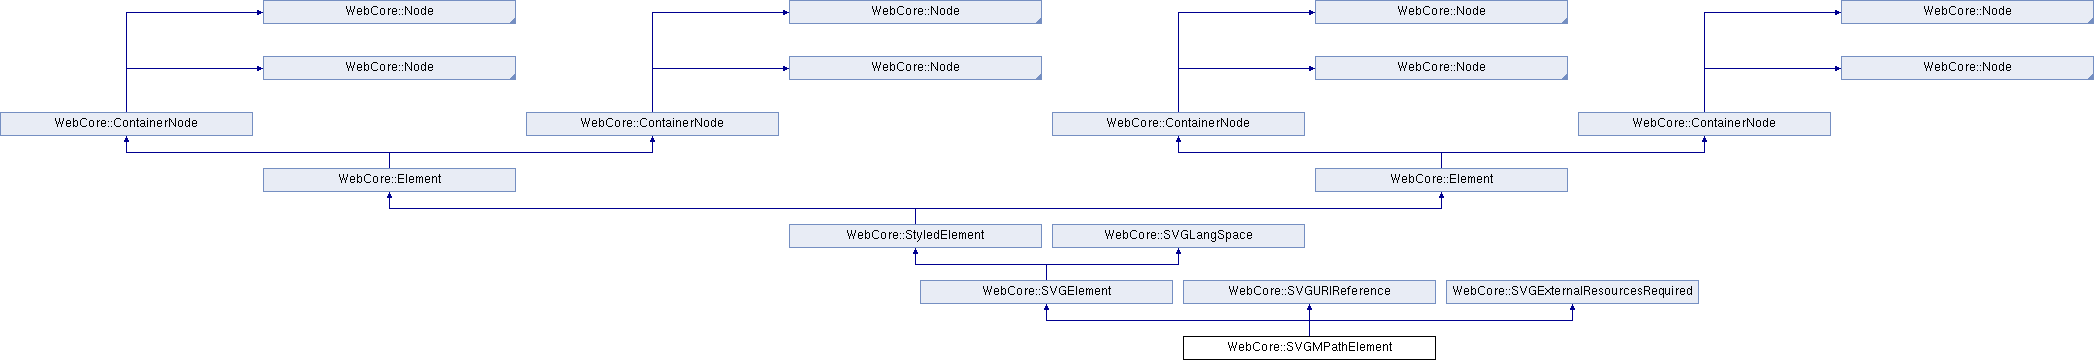 WebCore::Node WebCore::Node WebCore::Node WebCore::Node
WebCore::Node WebCore::Node WebCore::Node WebCore::Node
WebCore::ContainerNode WebCore::ContainerNode WebCore::ContainerNode WebCore::ContainerNode
WebCore::Element WebCore::Element
WebCore::StyledElement WebCore::SVGLangSpace
WebCore::SVGElement WebCore::SVGURIReference WebCore::SVGExternalResourcesRequired
WebCore::SVGMPathElement